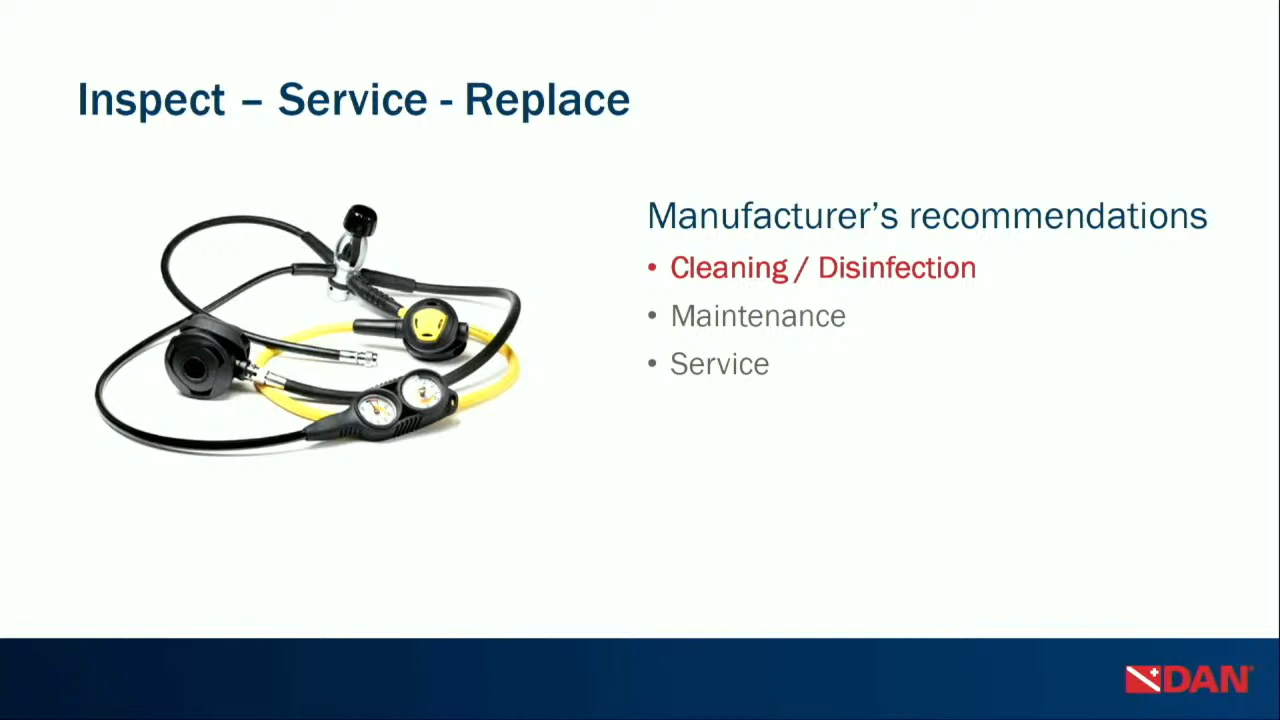 Inspect – Service - Replace
Manufacturer's recommendations
• Cleaning / Disinfection
• Maintenance
• Service
DAN